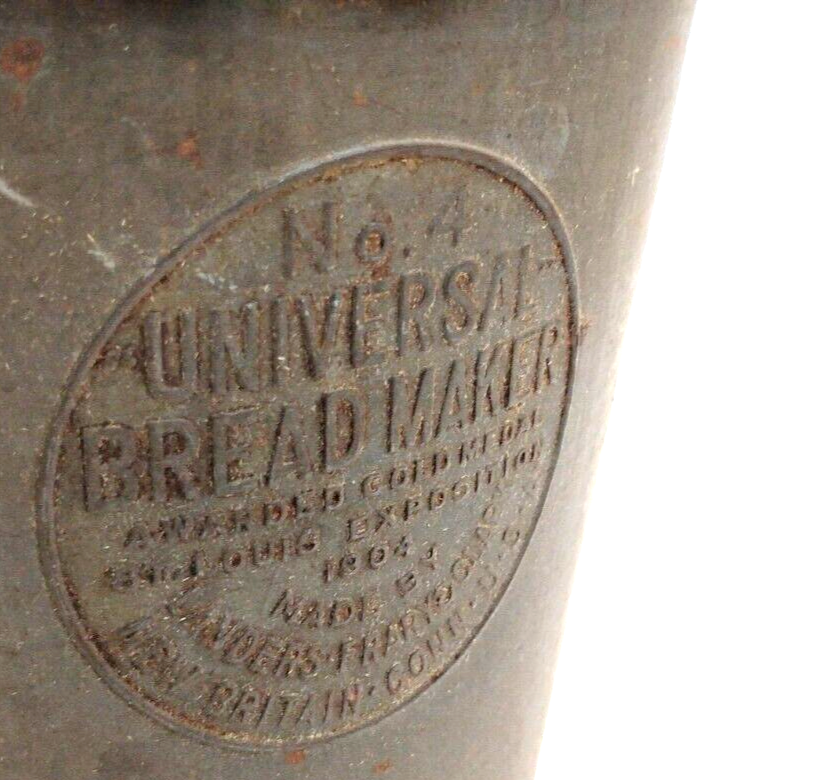 No. 4
UNIVERSAL
BREAD MAKER
AWARDED GOLD MEDAL
ST. LOUIS EXPOSITION
1904
MADE BY
LANDERS·FRARY & CLARK
NEW BRITAIN·CONN·U.S.A.